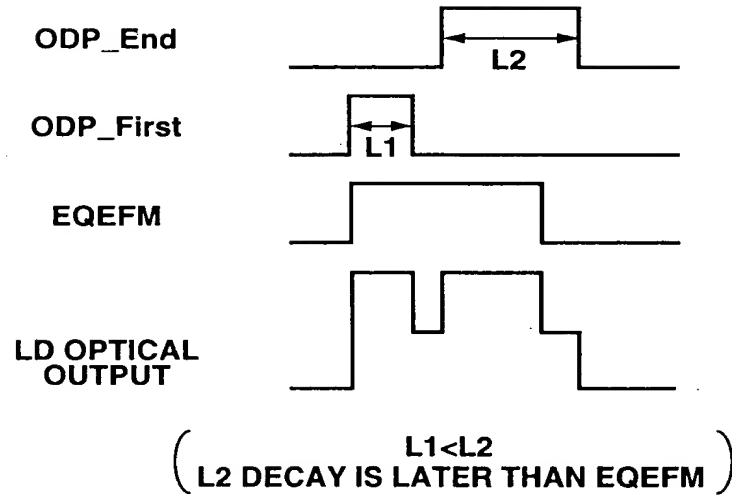 ODP_End
L2
ODP_First
L1
EQEFM
LD OPTICAL
OUTPUT
L1<L2
L2 DECAY IS LATER THAN EQEFM